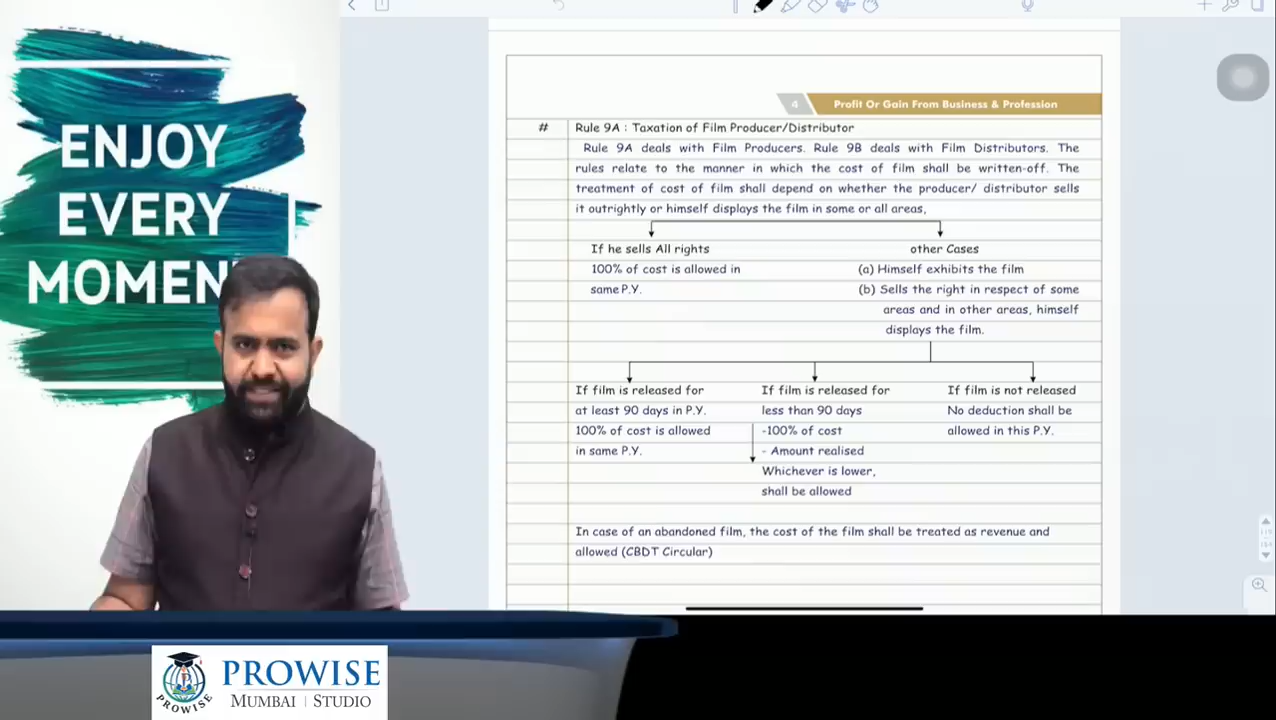 ENJOY
EVERY
MOMEN
4
Profit Or Gain From Business & Profession
# Rule 9A : Taxation of Film Producer/Distributor
Rule 9A deals with Film Producers. Rule 9B deals with Film Distributors. The
rules relate to the manner in which the cost of film shall be written-off. The
treatment of cost of film shall depend on whether the producer/ distributor sells
it outrightly or himself displays the film in some or all areas,
If he sells All rights
100% of cost is allowed in
same P.Y.
other Cases
(a) Himself exhibits the film
(b) Sells the right in respect of some
areas and in other areas, himself
displays the film.
If film is released for
at least 90 days in P.Y.
100% of cost is allowed
in same P.Y.
If film is released for
less than 90 days
-100% of cost
- Amount realised
Whichever is lower,
shall be allowed
If film is not released
No deduction shall be
allowed in this P.Y.
In case of an abandoned film, the cost of the film shall be treated as revenue and
allowed (CBDT Circular)
PROWISE
PROWISE
MUMBAI | STUDIO